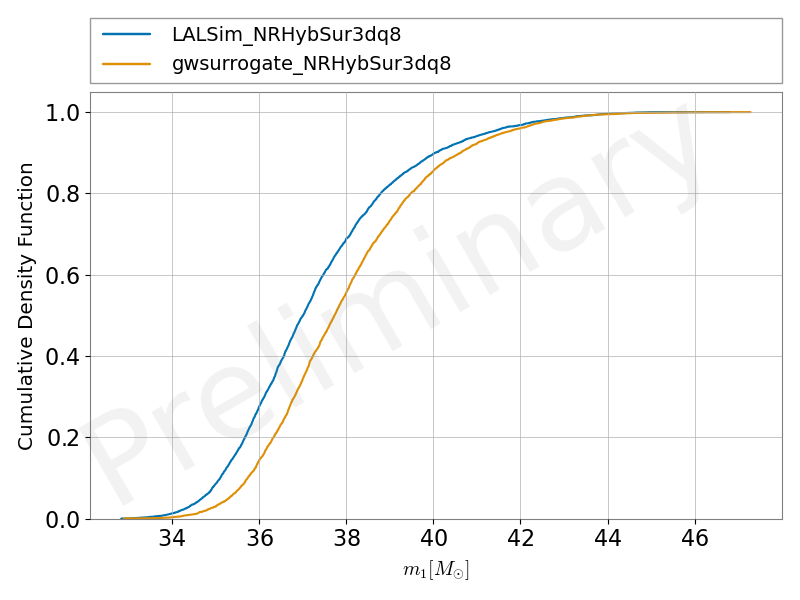 LALSim_NRHybSur3dq8
gwsurrogate_NRHybSur3dq8
1.0
0.8
0.6
0.4
0.2
0.0
Cumulative Density Function
Preliminary
34 36 38 40 42 44 46
m₁[M⊙]